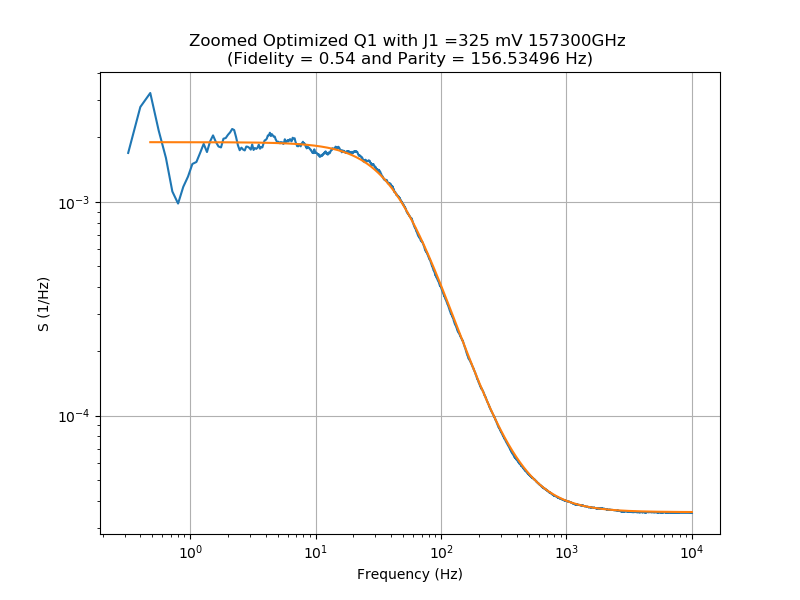 Zoomed Optimized Q1 with J1 =325 mV 157300GHz
(Fidelity = 0.54 and Parity = 156.53496 Hz)
S (1/Hz)
10⁻³
10⁻⁴
10⁰ 10¹ 10² 10³ 10⁴
Frequency (Hz)